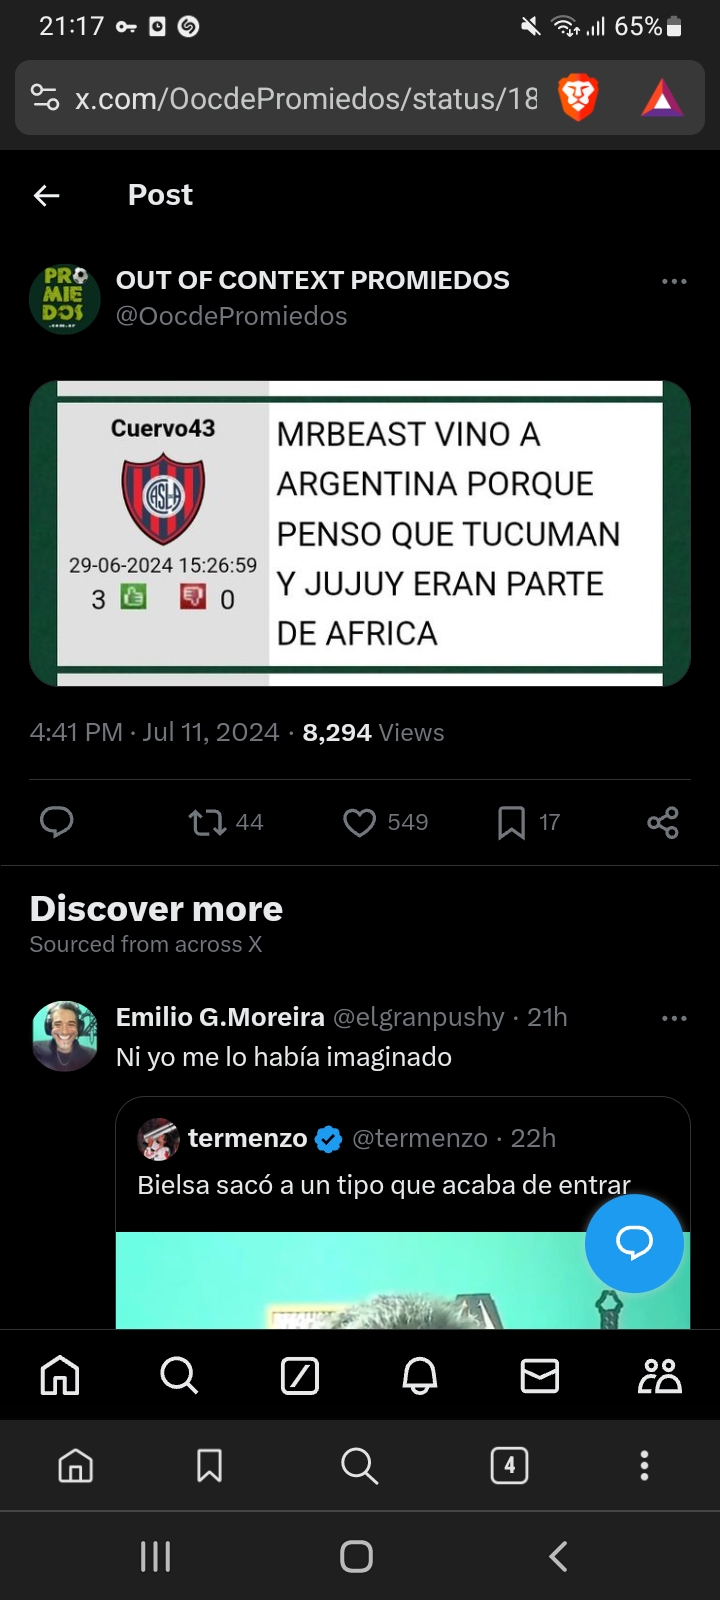 21:17
65%
x.com/OocdePromiedos/status/18
Post
PR
MIE
DOS
.com.ar
OUT OF CONTEXT PROMIEDOS
@OocdePromiedos
Cuervo43
CASLA
29-06-2024 15:26:59
3 0
MRBEAST VINO A
ARGENTINA PORQUE
PENSO QUE TUCUMAN
Y JUJUY ERAN PARTE
DE AFRICA
4:41 PM · Jul 11, 2024 · 8,294 Views
44 549 17
Discover more
Sourced from across X
Emilio G.Moreira @elgranpushy · 21h
Ni yo me lo había imaginado
termenzo @termenzo · 22h
Bielsa sacó a un tipo que acaba de entrar
4